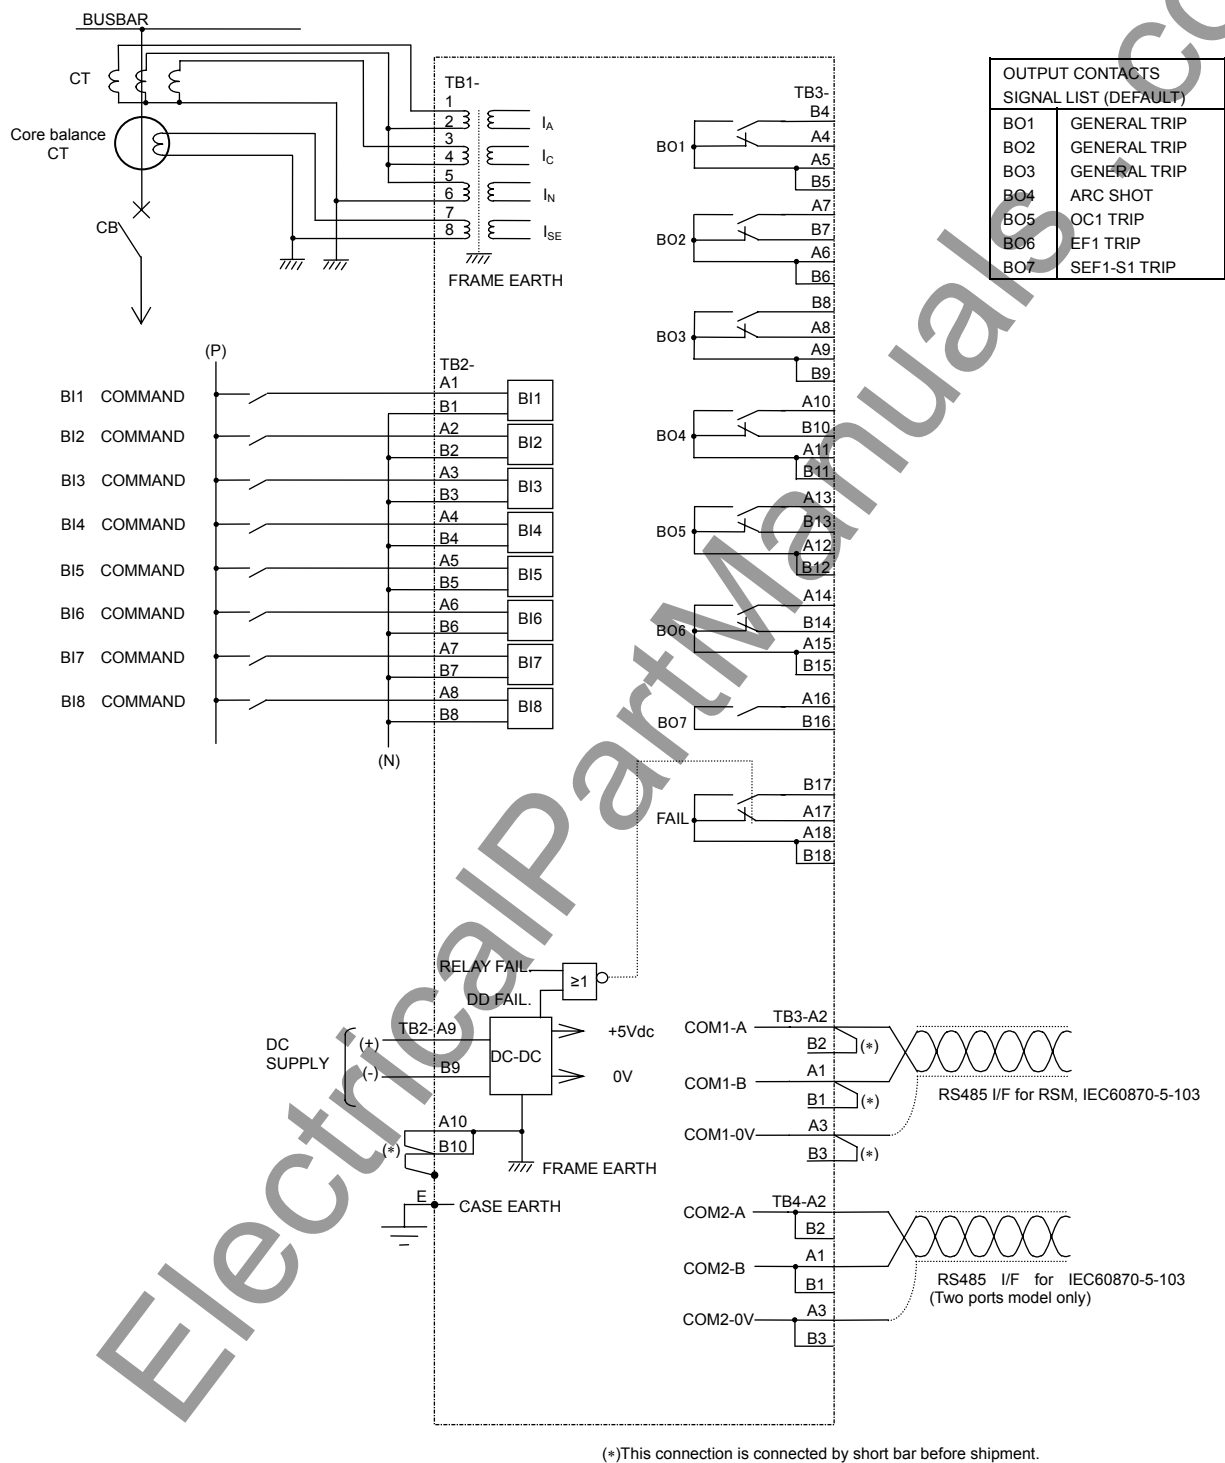 BUSBAR
CT
Core balance
CT
CB
TB1-
1
2
3
4
5
6
7
8
IA
IC
IN
ISE
FRAME EARTH
(P)
TB2-
BI1 COMMAND A1 B1 BI1
BI2 COMMAND A2 B2 BI2
BI3 COMMAND A3 B3 BI3
BI4 COMMAND A4 B4 BI4
BI5 COMMAND A5 B5 BI5
BI6 COMMAND A6 B6 BI6
BI7 COMMAND A7 B7 BI7
BI8 COMMAND A8 B8 BI8
(N)
TB3-
BO1
B4
A4
A5
B5
BO2
A7
B7
A6
B6
BO3
B8
A8
A9
B9
BO4
A10
B10
A11
B11
BO5
A13
B13
A12
B12
BO6
A14
B14
A15
B15
BO7
A16
B16
FAIL
B17
A17
A18
B18
OUTPUT CONTACTS
SIGNAL LIST (DEFAULT)
BO1 GENERAL TRIP
BO2 GENERAL TRIP
BO3 GENERAL TRIP
BO4 ARC SHOT
BO5 OC1 TRIP
BO6 EF1 TRIP
BO7 SEF1-S1 TRIP
RELAY FAIL.
DD FAIL.
≥1
DC
SUPPLY
(+)
(-)
TB2- A9
B9
DC-DC
+5Vdc
0V
A10
B10
(∗)
FRAME EARTH
E
CASE EARTH
COM1-A TB3-A2
B2 (∗)
COM1-B A1
B1 (∗)
COM1-0V A3
B3 (∗)
RS485 I/F for RSM, IEC60870-5-103
COM2-A TB4-A2
B2
COM2-B A1
B1
COM2-0V A3
B3
RS485 I/F for IEC60870-5-103
(Two ports model only)
(∗)This connection is connected by short bar before shipment.
ElectricalPartManuals . co